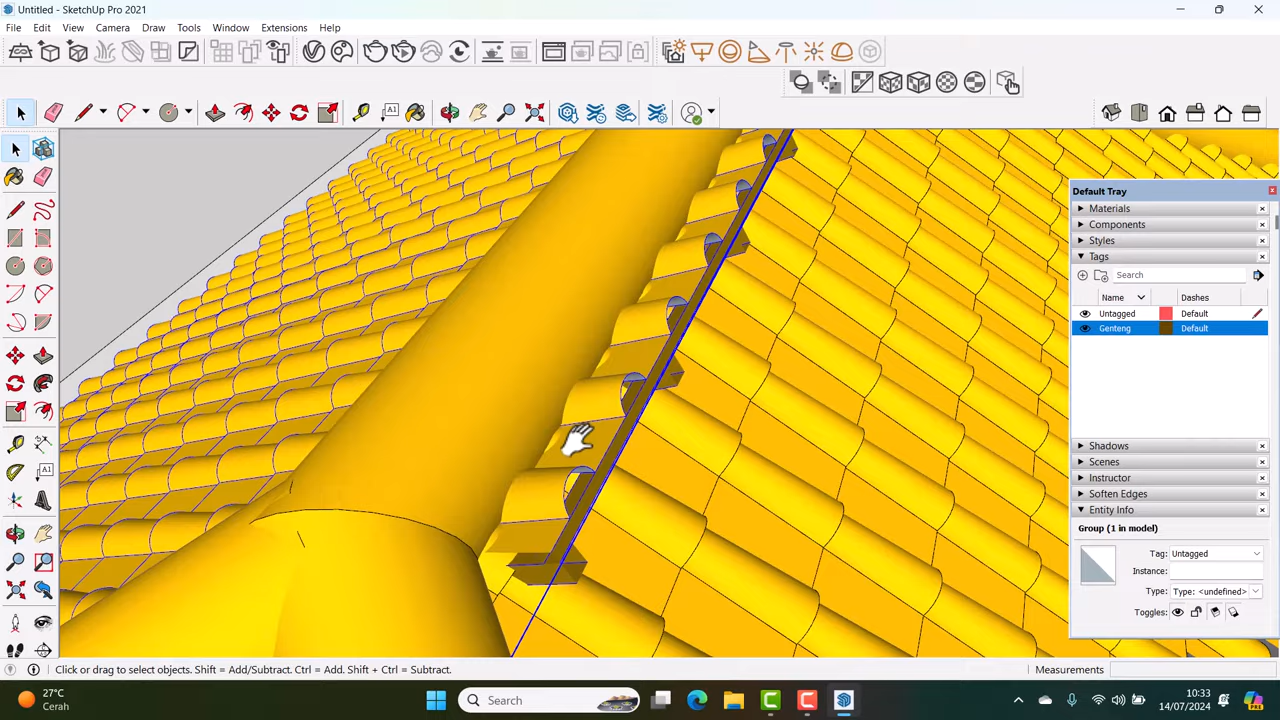 Untitled - SketchUp Pro 2021
File Edit View Camera Draw Tools Window Extensions Help
A1
Default Tray
Materials
Components
Styles
Tags
Search
Name Dashes
Untagged Default
Genteng Default
Shadows
Scenes
Instructor
Soften Edges
Entity Info
Group (1 in model)
Tag: Untagged
Instance:
Type: Type: <undefined>
Toggles:
A1
Click or drag to select objects. Shift = Add/Subtract. Ctrl = Add. Shift + Ctrl = Subtract.
Measurements
27°C
Cerah
Search
10:33
14/07/2024